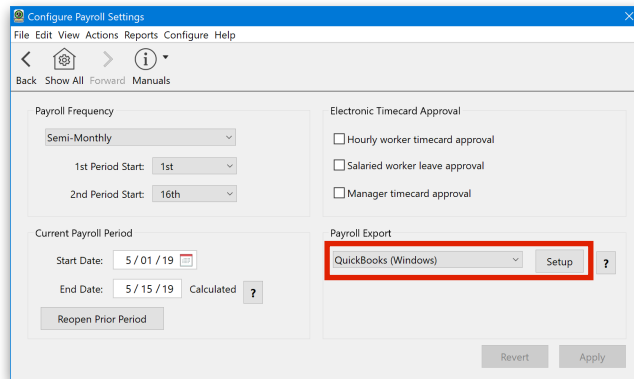 Configure Payroll Settings
File Edit View Actions Reports Configure Help
Back Show All Forward Manuals
Payroll Frequency
Semi-Monthly
1st Period Start: 1st
2nd Period Start: 16th
Electronic Timecard Approval
Hourly worker timecard approval
Salaried worker leave approval
Manager timecard approval
Current Payroll Period
Start Date: 5 / 01 / 19
End Date: 5 / 15 / 19 Calculated ?
Reopen Prior Period
Payroll Export
QuickBooks (Windows) Setup ?
Revert Apply